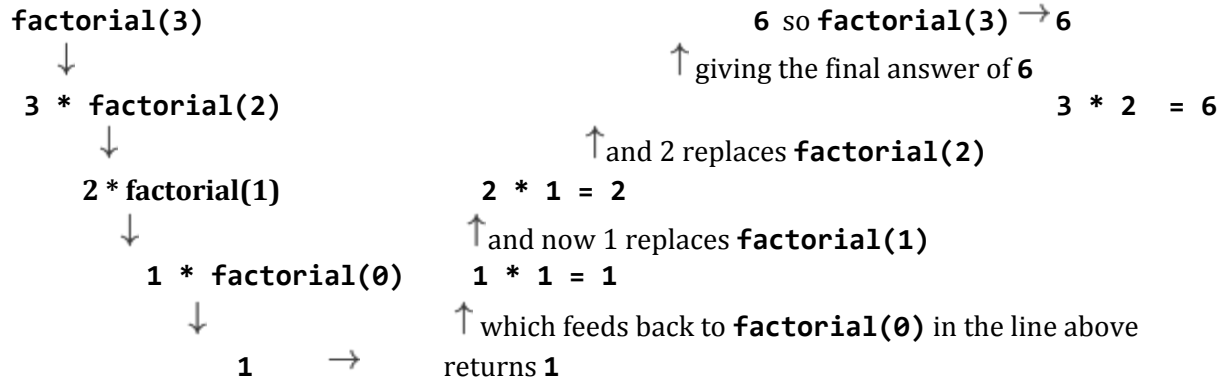 factorial(3) 6 so factorial(3) → 6
↓ ↑ giving the final answer of 6
3 * factorial(2) 3 * 2 = 6
↓ ↑ and 2 replaces factorial(2)
2 * factorial(1) 2 * 1 = 2
↓ ↑ and now 1 replaces factorial(1)
1 * factorial(0) 1 * 1 = 1
↓ ↑ which feeds back to factorial(0) in the line above
1 → returns 1